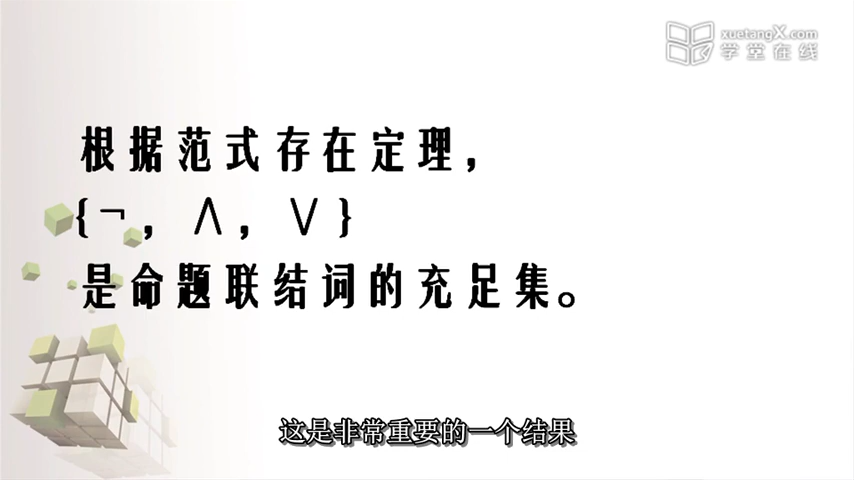 xuetangX.com
学堂在线
根据范式存在定理，
{¬，∧，∨}
是命题联结词的充足集。
这是非常重要的一个结果